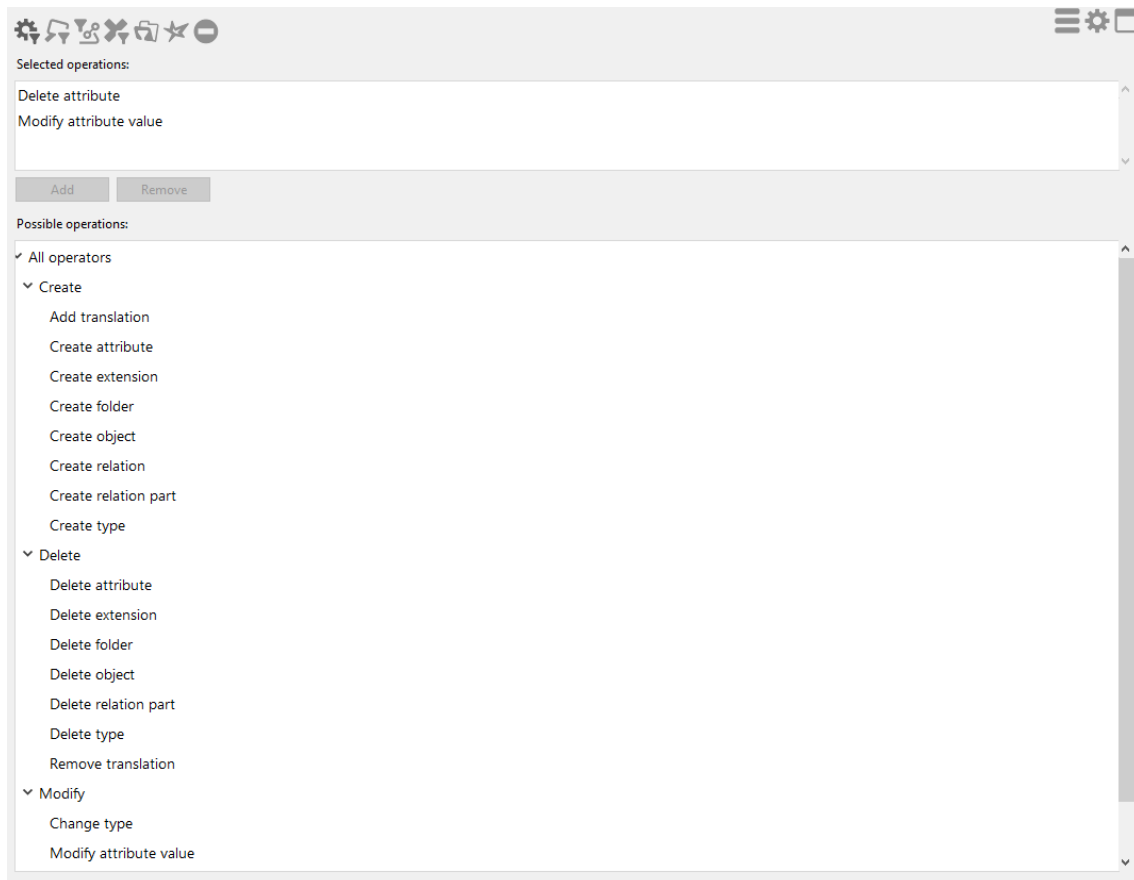 Selected operations:
Delete attribute
Modify attribute value
Add Remove
Possible operations:
All operators
Create
Add translation
Create attribute
Create extension
Create folder
Create object
Create relation
Create relation part
Create type
Delete
Delete attribute
Delete extension
Delete folder
Delete object
Delete relation part
Delete type
Remove translation
Modify
Change type
Modify attribute value